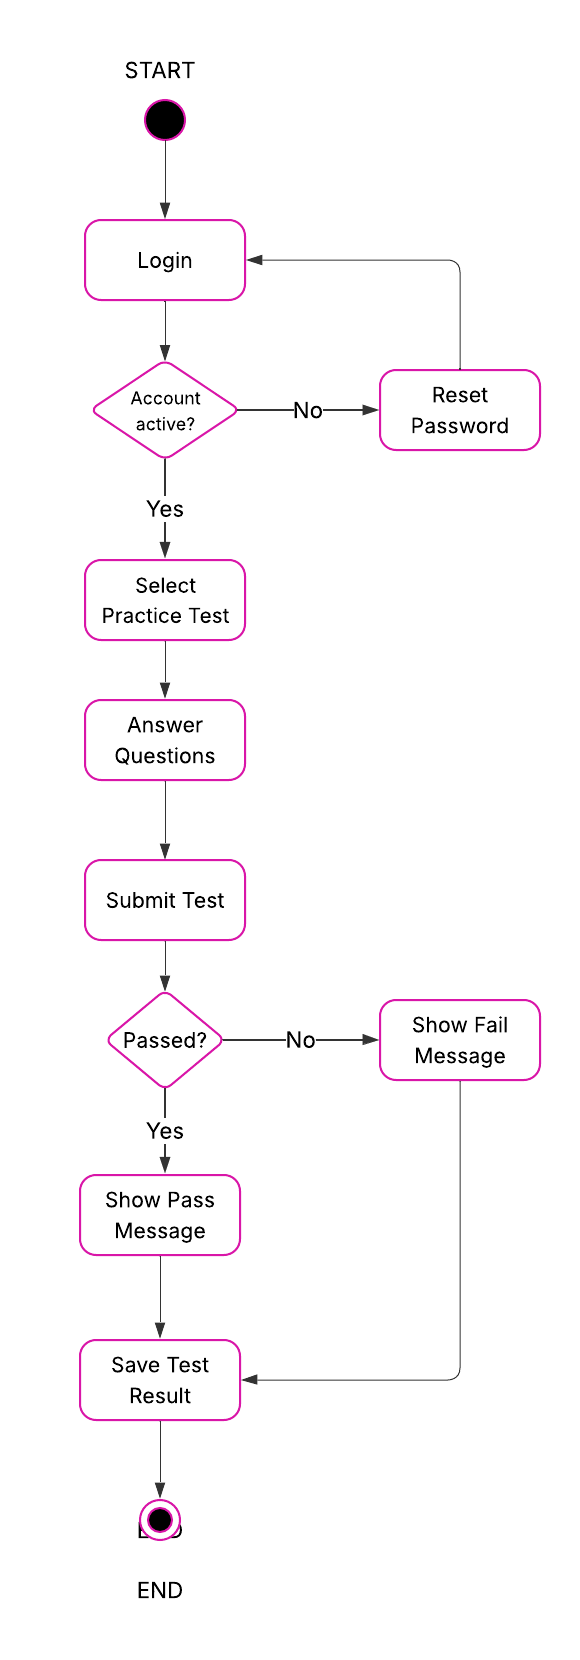 START
Login
Account
active?
No
Reset
Password
Yes
Select
Practice Test
Answer
Questions
Submit Test
Passed?
No
Show Fail
Message
Yes
Show Pass
Message
Save Test
Result
END